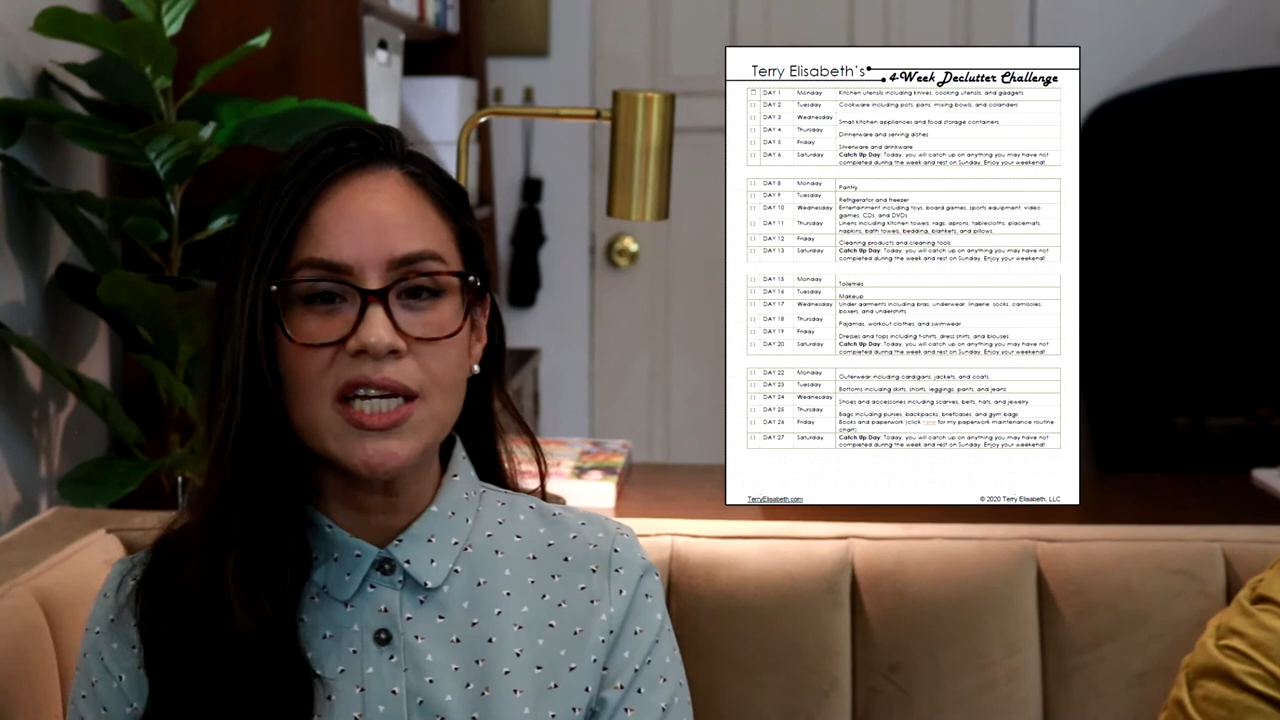 Terry Elisabeth's
4-Week Declutter Challenge
DAY 1 Monday Kitchen utensils including knives, cooking utensils, and gadgets
DAY 2 Tuesday Cookware including pots, pans, mixing bowls, and colanders
DAY 3 Wednesday Small kitchen appliances and food storage containers
DAY 4 Thursday Dinnerware and serving dishes
DAY 5 Friday Silverware and drinkware
DAY 6 Saturday Catch Up Day: Today, you will catch up on anything you may have not
completed during the week and rest on Sunday. Enjoy your weekend!
DAY 8 Monday Pantry
DAY 9 Tuesday Refrigerator and freezer
DAY 10 Wednesday Entertainment including toys, board games, sports equipment, video
games, CDs, and DVDs
DAY 11 Thursday Linens including kitchen towels, rags, aprons, tablecloths, placemats,
napkins, bath towels, bedding, blankets, and pillows
DAY 12 Friday Cleaning products and cleaning tools
DAY 13 Saturday Catch Up Day: Today, you will catch up on anything you may have not
completed during the week and rest on Sunday. Enjoy your weekend!
DAY 15 Monday Toiletries
DAY 16 Tuesday Makeup
DAY 17 Wednesday Under garments including bras, underwear, lingerie, socks, camisoles,
boxers, and undershirts
DAY 18 Thursday Pajamas, workout clothes, and swimwear
DAY 19 Friday Dresses and tops including t-shirts, dress shirts, and blouses
DAY 20 Saturday Catch Up Day: Today, you will catch up on anything you may have not
completed during the week and rest on Sunday. Enjoy your weekend!
DAY 22 Monday Outerwear including cardigans, jackets, and coats
DAY 23 Tuesday Bottoms including skirts, shorts, leggings, pants, and jeans
DAY 24 Wednesday Shoes and accessories including scarves, belts, hats, and jewelry
DAY 25 Thursday Bags including purses, backpacks, briefcases, and gym bags
DAY 26 Friday Books and paperwork (click here for my paperwork maintenance routine
chart)
DAY 27 Saturday Catch Up Day: Today, you will catch up on anything you may have not
completed during the week and rest on Sunday. Enjoy your weekend!
TerryElisabeth.com © 2020 Terry Elisabeth, LLC